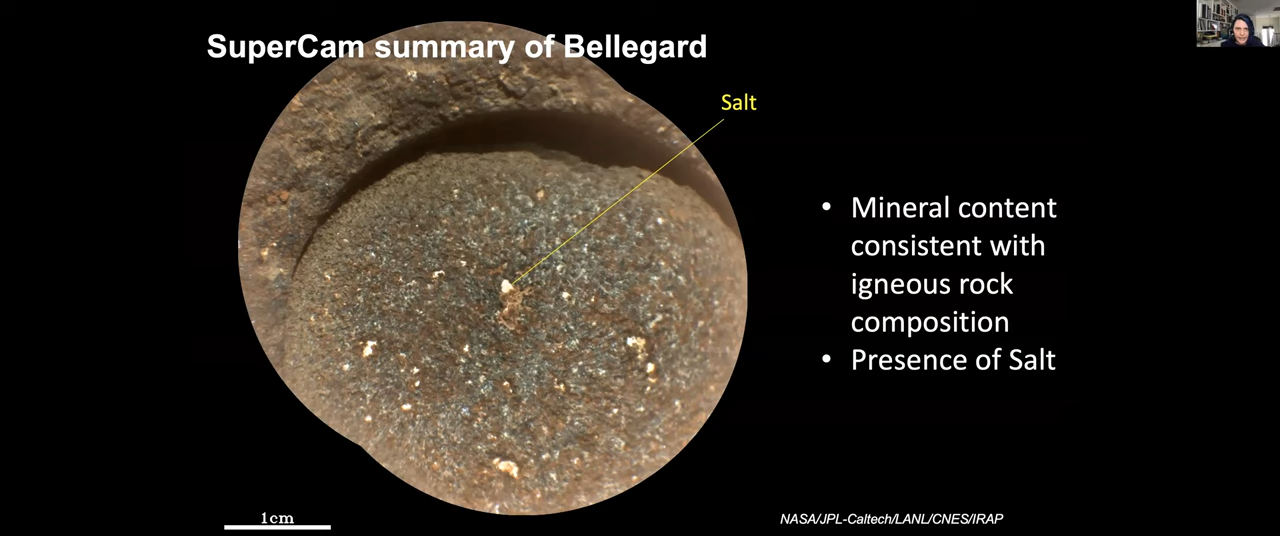 SuperCam summary of Bellegard
Salt
• Mineral content
consistent with
igneous rock
composition
• Presence of Salt
1cm
NASA/JPL-Caltech/LANL/CNES/IRAP